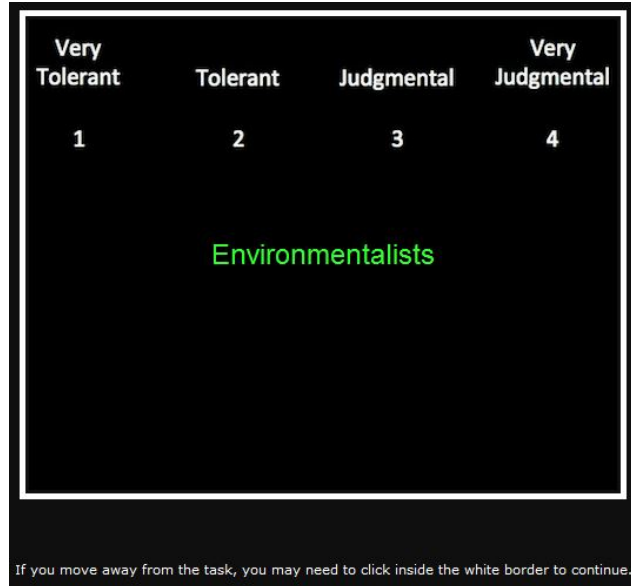 Very Tolerant
Tolerant
Judgmental
Very Judgmental
1 2 3 4
Environmentalists
If you move away from the task, you may need to click inside the white border to continue.